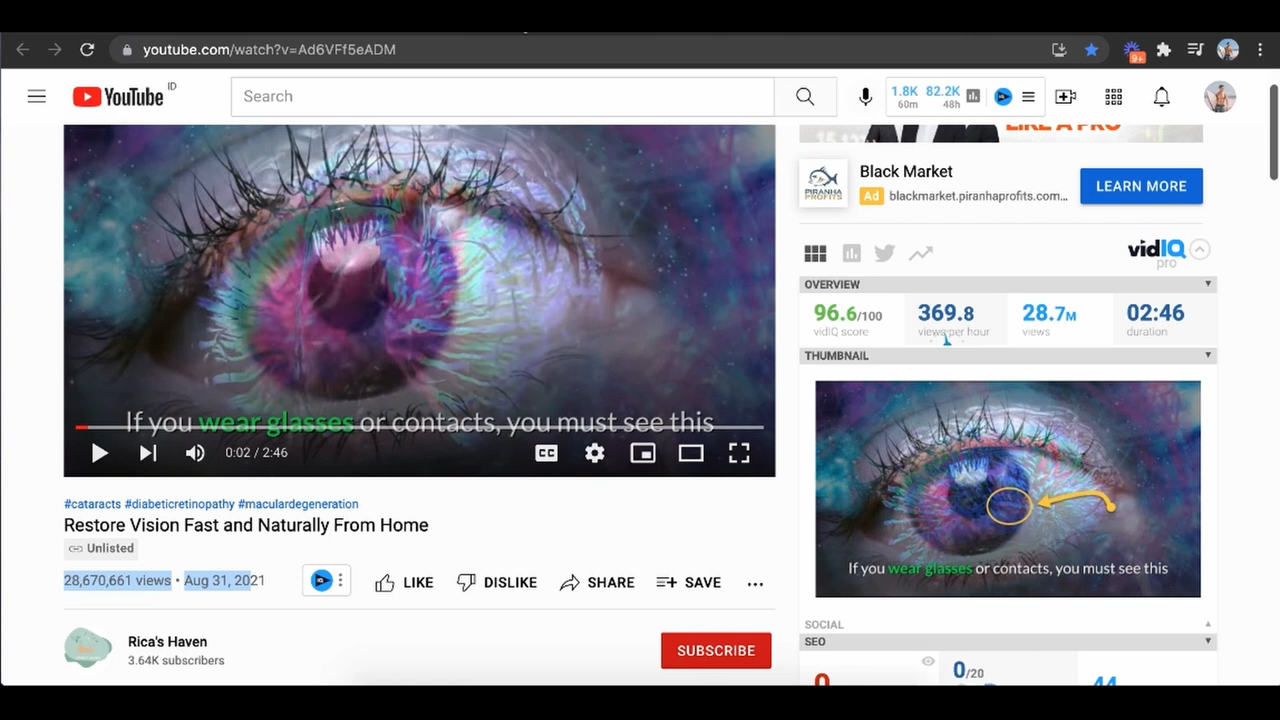 youtube.com/watch?v=Ad6VFf5eADM
9+
YouTube ID
Search
1.8K 82.2K
60m 48h
LIKE A PRO
Black Market
Ad blackmarket.piranhaprofits.com...
LEARN MORE
PIRANHA
PROFITS
vidIQ
pro
OVERVIEW
96.6/100 369.8 28.7M 02:46
vidIQ score views per hour views duration
THUMBNAIL
If you wear glasses or contacts, you must see this
SOCIAL
SEO
0/20
If you wear glasses or contacts, you must see this
0:02 / 2:46
CC
#cataracts #diabeticretinopathy #maculardegeneration
Restore Vision Fast and Naturally From Home
Unlisted
28,670,661 views • Aug 31, 2021
LIKE DISLIKE SHARE SAVE
Rica's Haven
3.64K subscribers
SUBSCRIBE